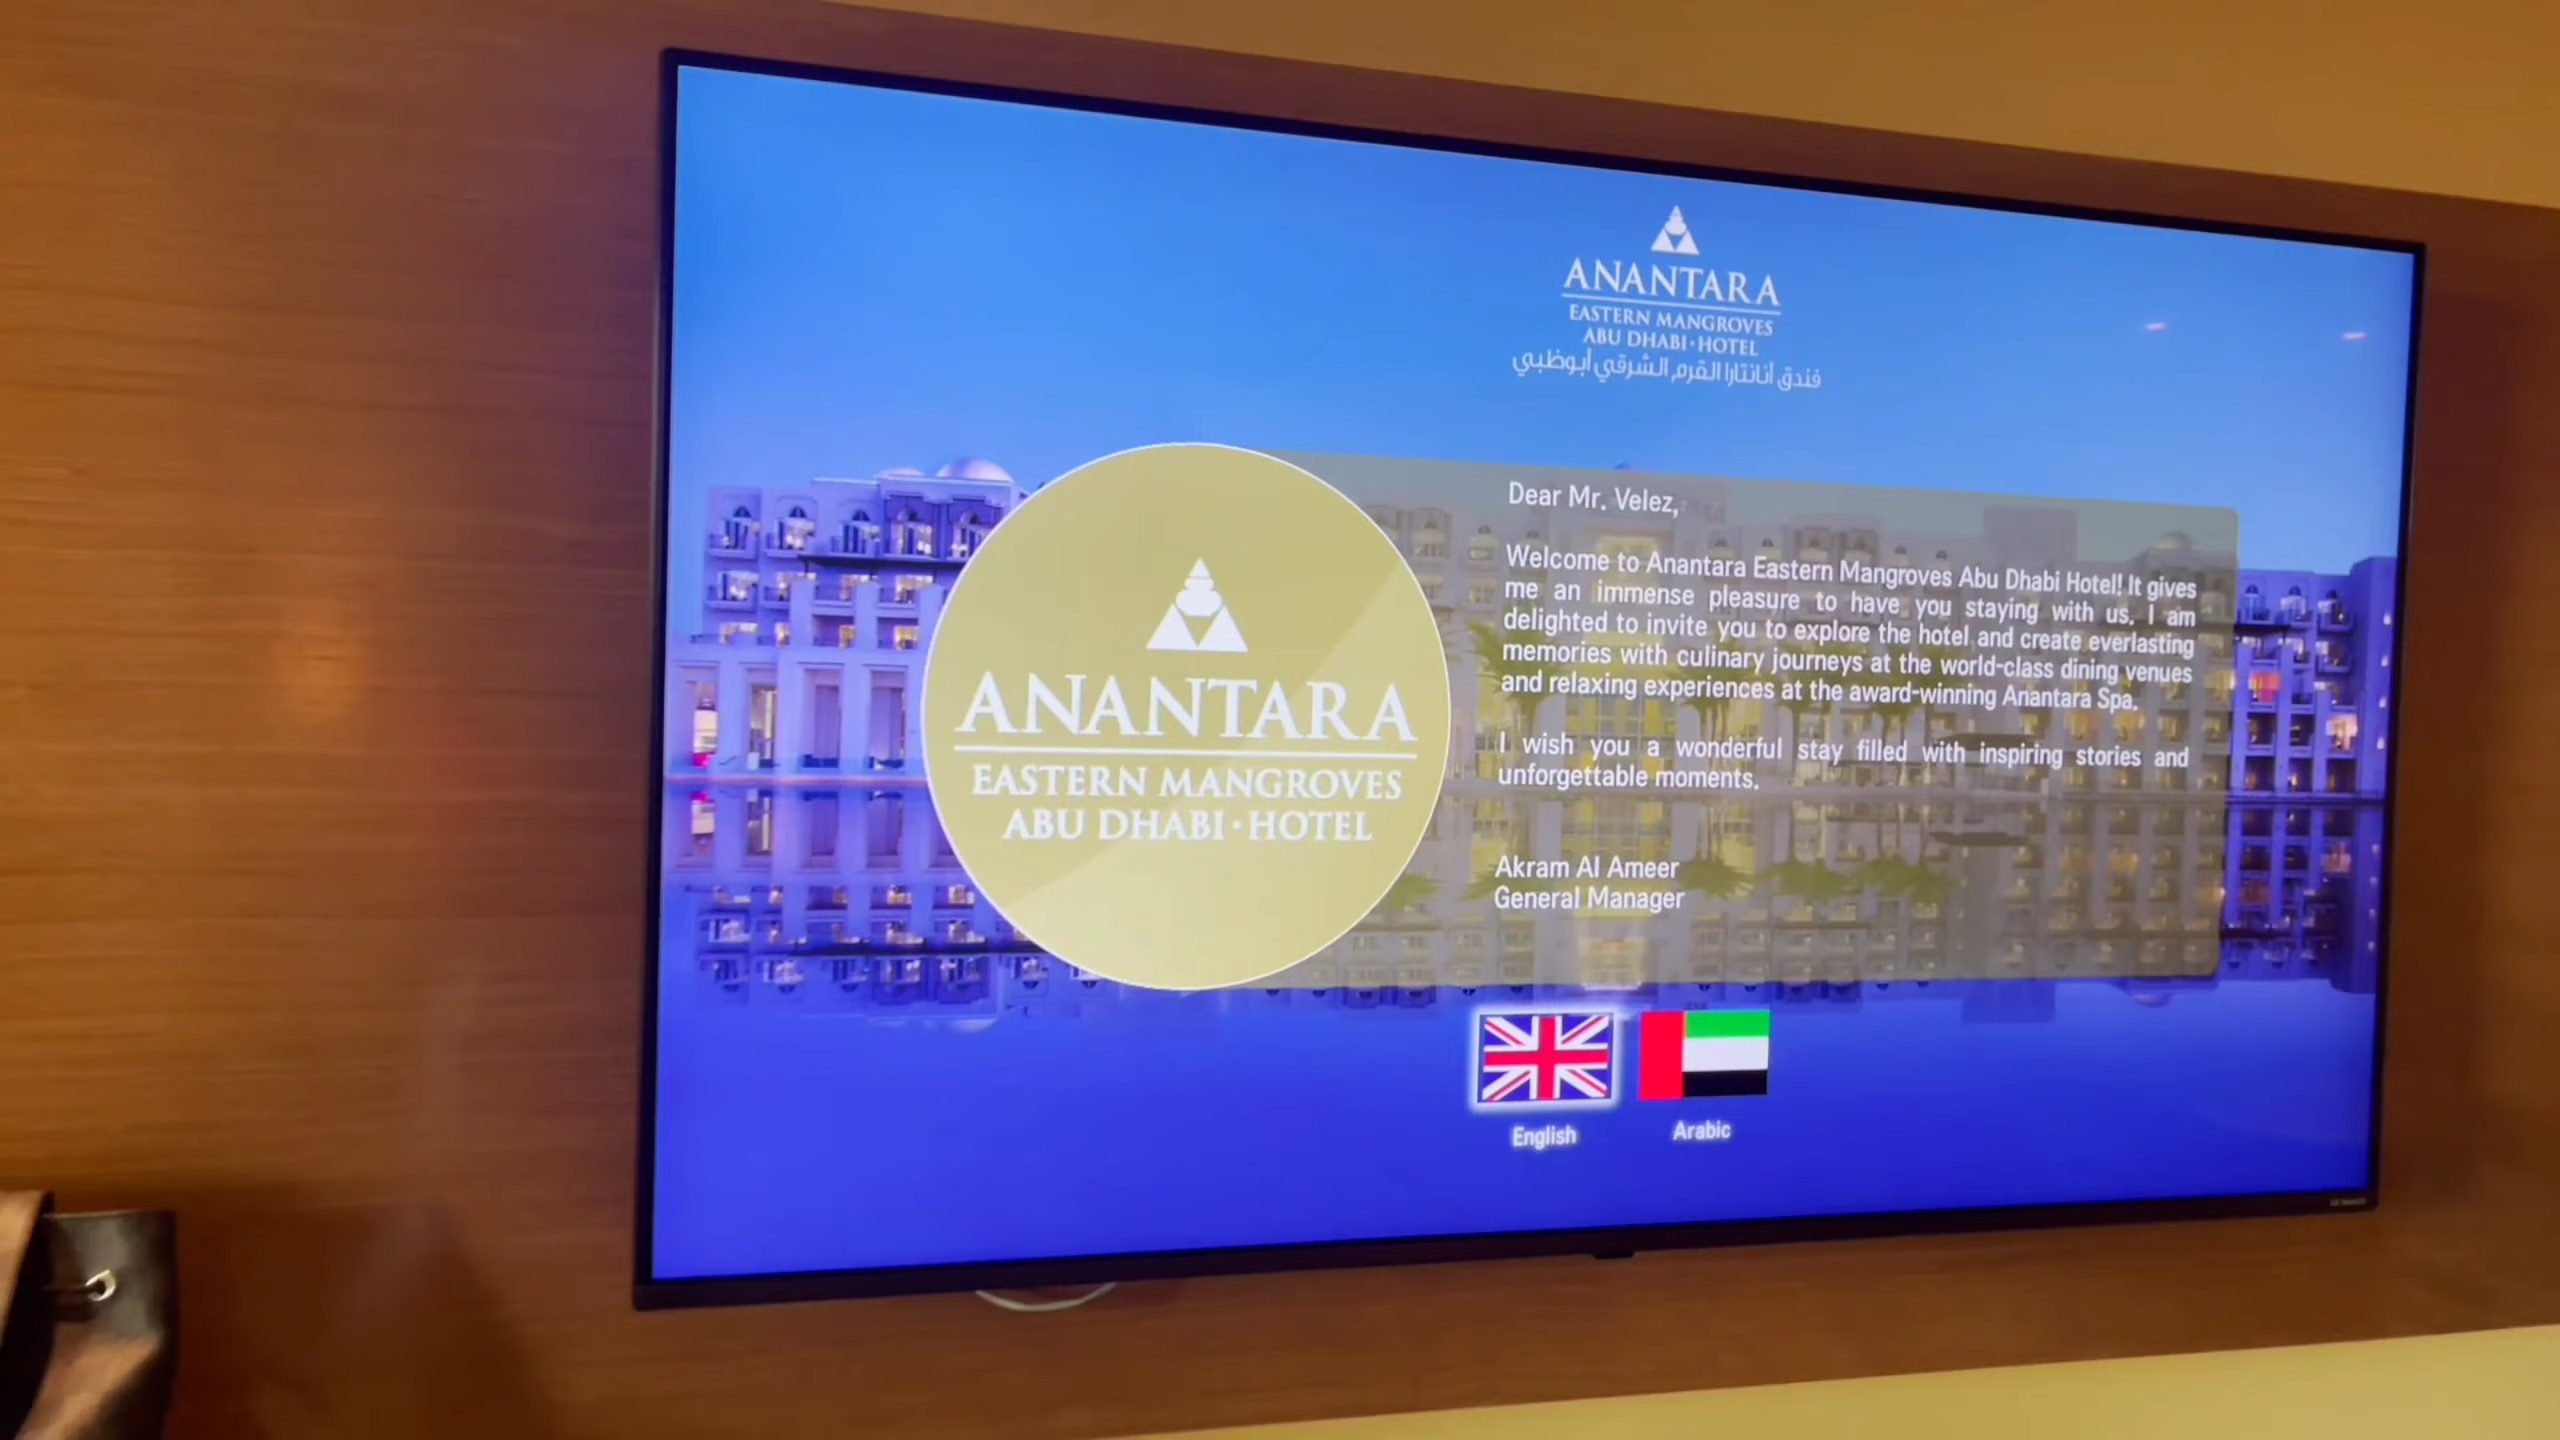 ANANTARA
EASTERN MANGROVES
ABU DHABI·HOTEL
فندق أنانتارا القرم الشرقي أبوظبي
ANANTARA
EASTERN MANGROVES
ABU DHABI·HOTEL
Dear Mr. Velez,
Welcome to Anantara Eastern Mangroves Abu Dhabi Hotel! It gives
me an immense pleasure to have you staying with us. I am
delighted to invite you to explore the hotel and create everlasting
memories with culinary journeys at the world-class dining venues
and relaxing experiences at the award-winning Anantara Spa.
I wish you a wonderful stay filled with inspiring stories and
unforgettable moments.
Akram Al Ameer
General Manager
English
Arabic